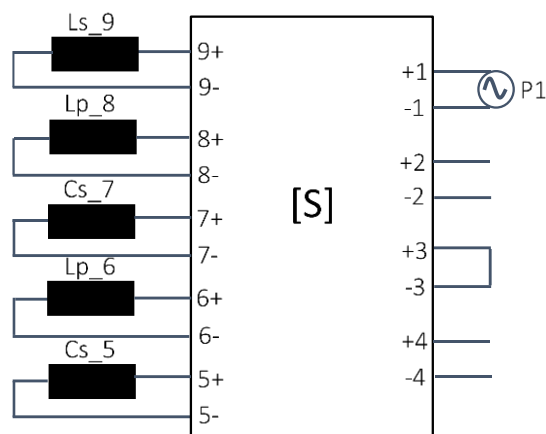 Ls_9
9+
9-
Lp_8
8+
8-
Cs_7
7+
7-
Lp_6
6+
6-
Cs_5
5+
5-
[S]
+1
-1
P1
+2
-2
+3
-3
+4
-4